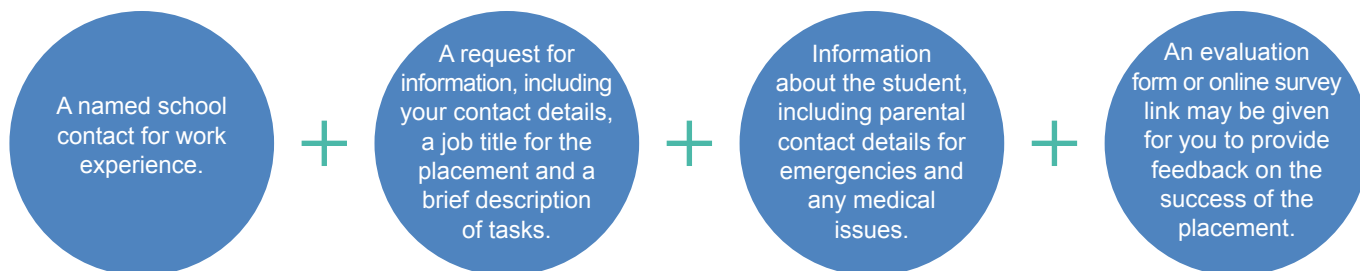 A named school
contact for work
experience.
+
A request for
information, including
your contact details,
a job title for the
placement and a
brief description
of tasks.
+
Information
about the student,
including parental
contact details for
emergencies and
any medical
issues.
+
An evaluation
form or online survey
link may be given
for you to provide
feedback on the
success of the
placement.